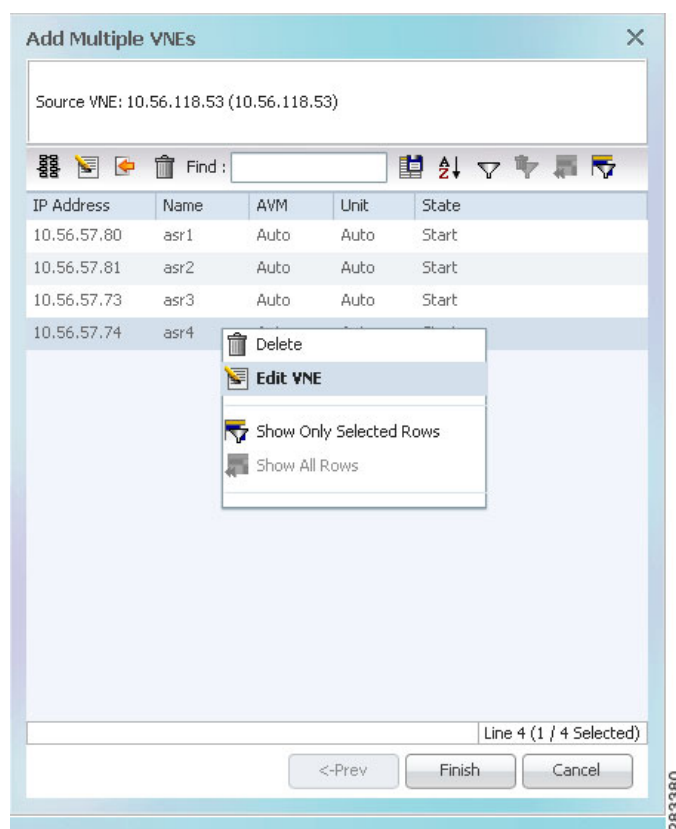 Add Multiple VNEs
Source VNE: 10.56.118.53 (10.56.118.53)
Find :
IP Address Name AVM Unit State
10.56.57.80 asr1 Auto Auto Start
10.56.57.81 asr2 Auto Auto Start
10.56.57.73 asr3 Auto Auto Start
10.56.57.74 asr4
Delete
Edit VNE
Show Only Selected Rows
Show All Rows
Line 4 (1 / 4 Selected)
<-Prev Finish Cancel
283380